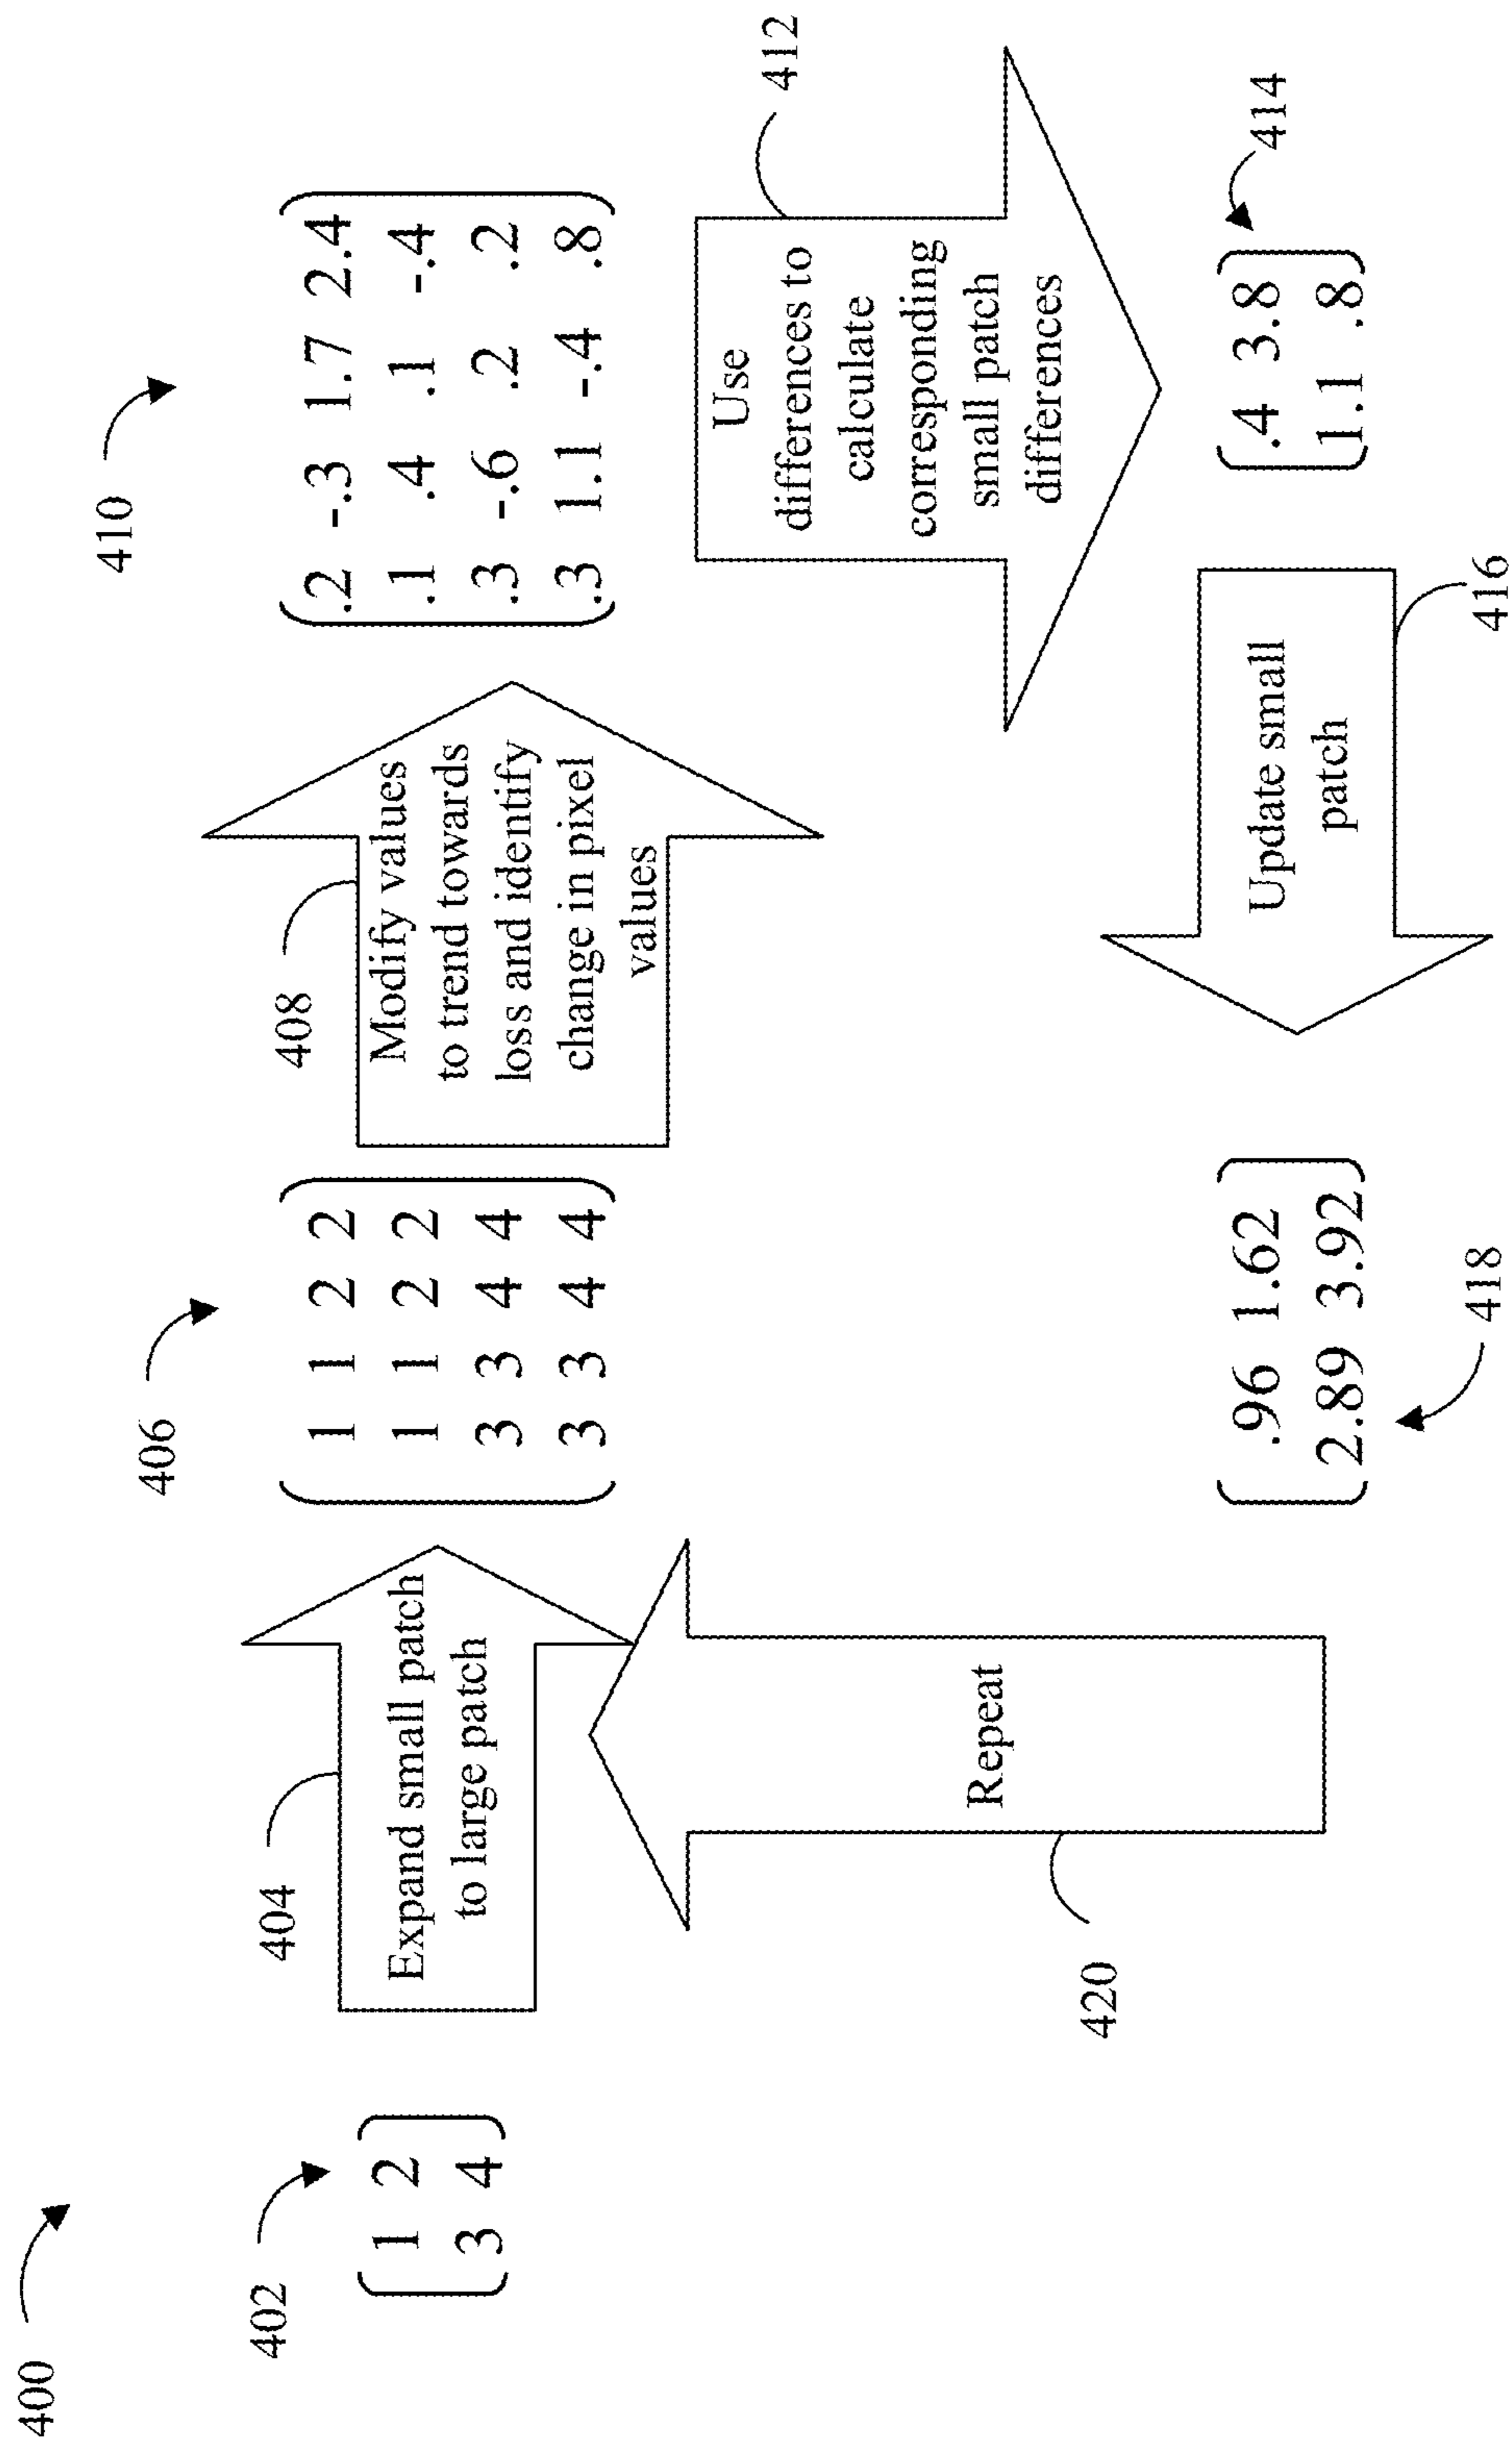 400
402
1 2
3 4
404
Expand small patch
to large patch
406
1 1 2 2
1 1 2 2
3 3 4 4
3 3 4 4
408
Modify values
to trend towards
loss and identify
change in pixel
values
410
.2 -.3 1.7 2.4
.1 .4 .1 -.4
.3 -.6 .2 .2
.3 1.1 -.4 .8
412
Use
differences to
calculate
corresponding
small patch
differences
414
.4 3.8
1.1 .8
416
Update small
patch
.96 1.62
2.89 3.92
418
Repeat
420